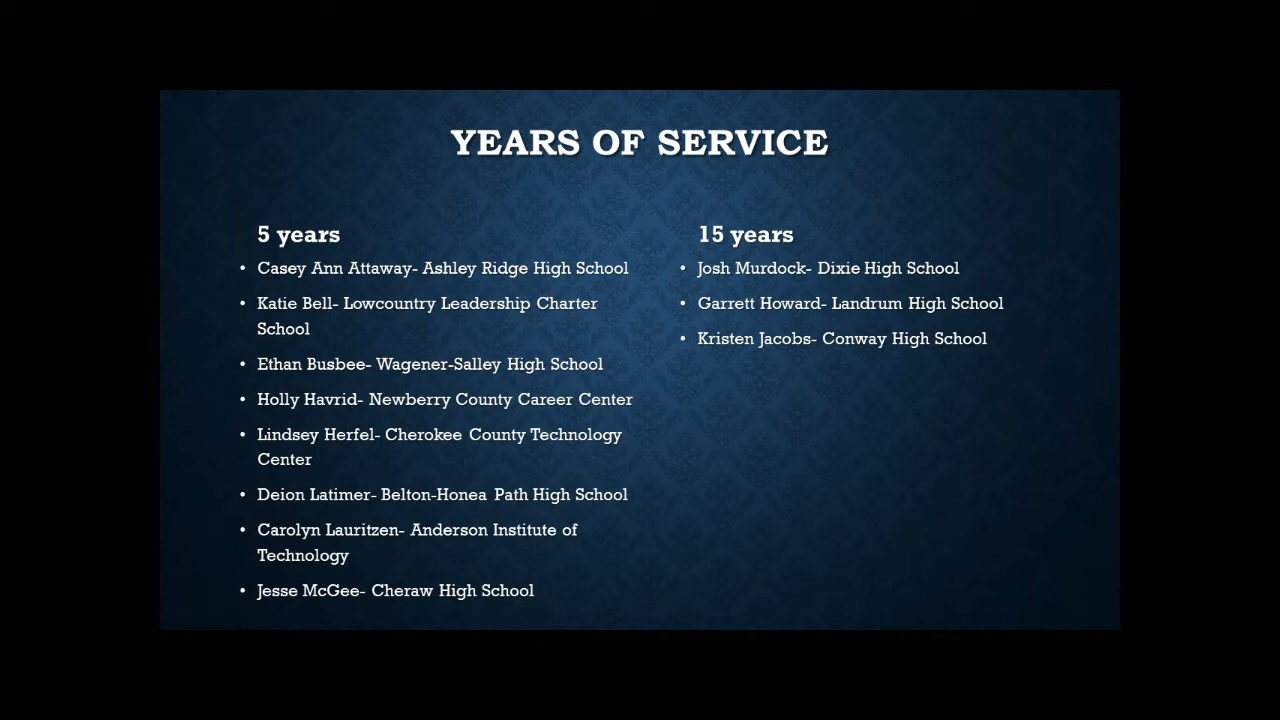 YEARS OF SERVICE
5 years
• Casey Ann Attaway- Ashley Ridge High School
• Katie Bell- Lowcountry Leadership Charter
School
• Ethan Busbee- Wagener-Salley High School
• Holly Havrid- Newberry County Career Center
• Lindsey Herfel- Cherokee County Technology
Center
• Deion Latimer- Belton-Honea Path High School
• Carolyn Lauritzen- Anderson Institute of
Technology
• Jesse McGee- Cheraw High School
15 years
• Josh Murdock- Dixie High School
• Garrett Howard- Landrum High School
• Kristen Jacobs- Conway High School